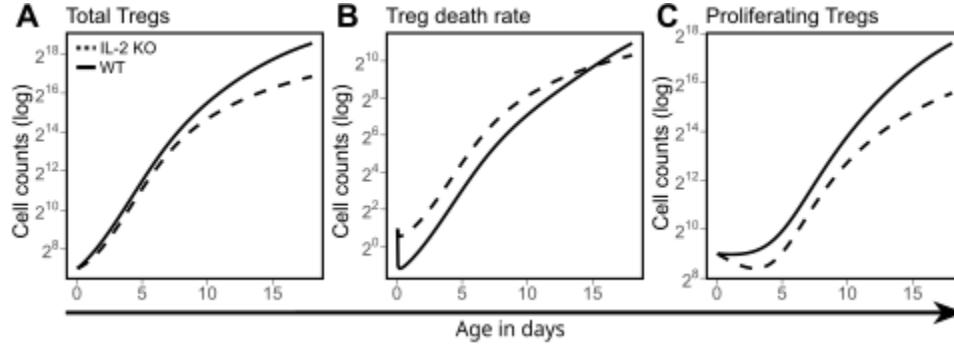 A Total Tregs
B Treg death rate
C Proliferating Tregs
IL-2 KO
WT
Cell counts (log)
2^18
2^16
2^14
2^12
2^10
2^8
0 5 10 15
Cell counts (log)
2^10
2^8
2^6
2^4
2^2
2^0
0 5 10 15
Cell counts (log)
2^18
2^16
2^14
2^12
2^10
2^8
0 5 10 15
Age in days